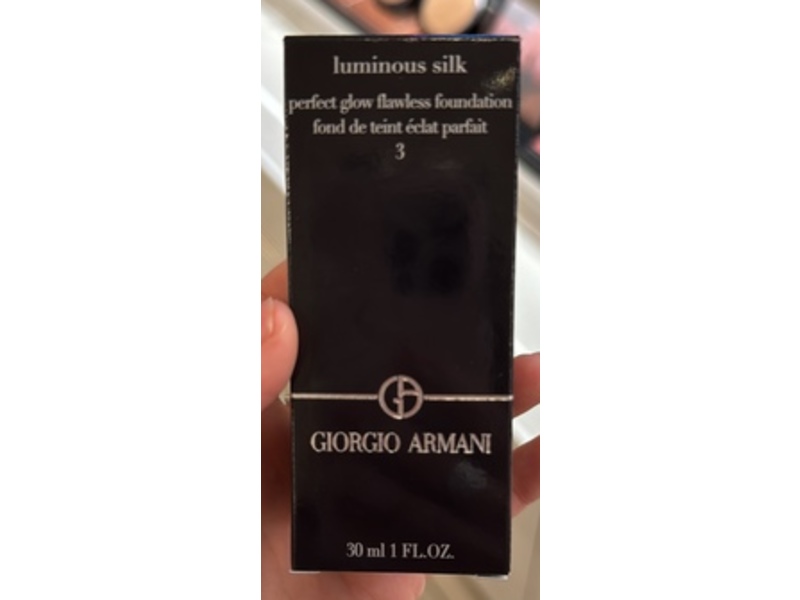 luminous silk
perfect glow flawless foundation
fond de teint éclat parfait
3
GA
GIORGIO ARMANI
30 ml 1 FL.OZ.